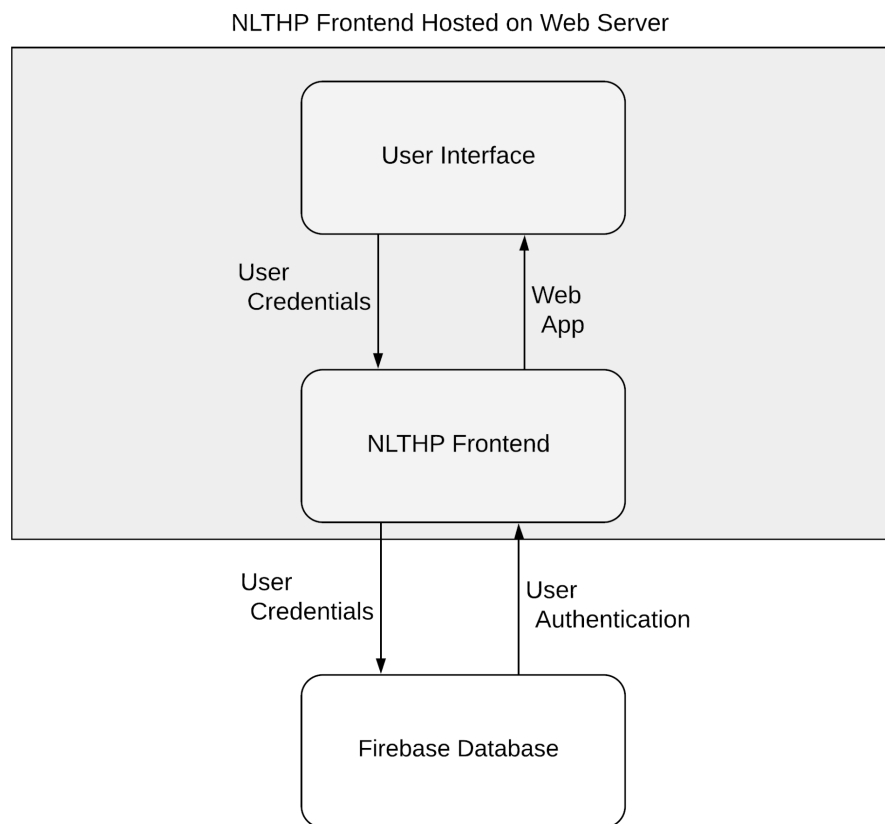 NLTHP Frontend Hosted on Web Server
User Interface
User
Credentials
Web
App
NLTHP Frontend
User
Credentials
User
Authentication
Firebase Database